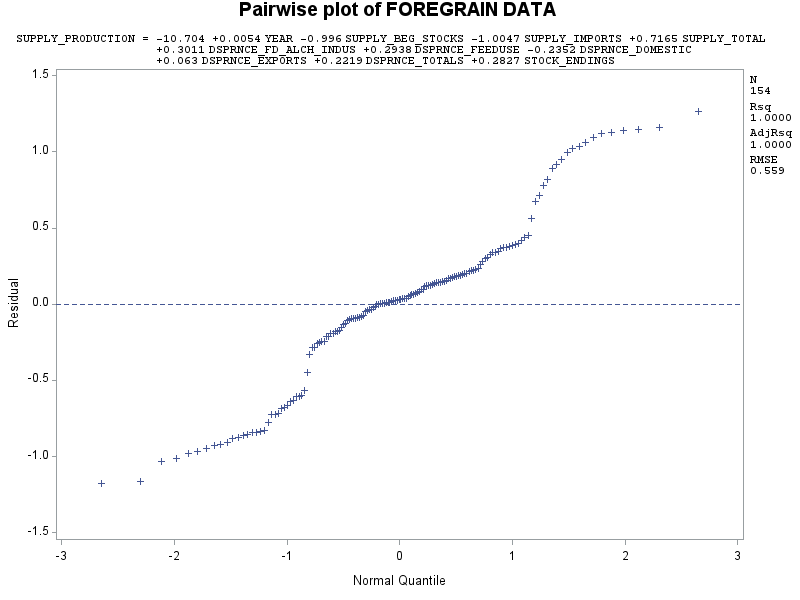 Pairwise plot of FOREGRAIN DATA
SUPPLY_PRODUCTION = -10.704 +0.0054 YEAR -0.996 SUPPLY_BEG_STOCKS -1.0047 SUPPLY_IMPORTS +0.7165 SUPPLY_TOTAL
+0.3011 DSPRNCE_FD_ALCH_INDUS +0.2938 DSPRNCE_FEEDUSE -0.2352 DSPRNCE_DOMESTIC
+0.063 DSPRNCE_EXPORTS +0.2219 DSPRNCE_TOTALS +0.2827 STOCK_ENDINGS
N
154
Rsq
1.0000
AdjRsq
1.0000
RMSE
0.559
1.5
1.0
0.5
0.0
-0.5
-1.0
-1.5
Residual
-3 -2 -1 0 1 2 3
Normal Quantile